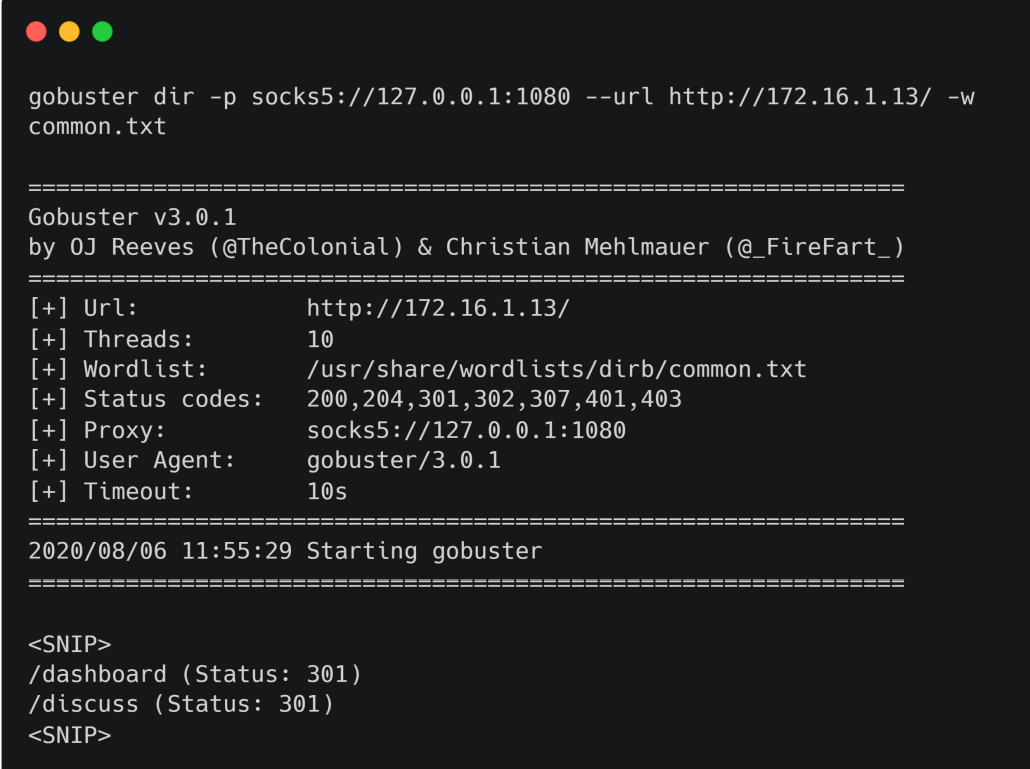 gobuster dir -p socks5://127.0.0.1:1080 --url http://172.16.1.13/ -w
common.txt
===============================================================
Gobuster v3.0.1
by OJ Reeves (@TheColonial) & Christian Mehlmauer (@_FireFart_)
===============================================================
[+] Url:            http://172.16.1.13/
[+] Threads:        10
[+] Wordlist:       /usr/share/wordlists/dirb/common.txt
[+] Status codes:   200,204,301,302,307,401,403
[+] Proxy:          socks5://127.0.0.1:1080
[+] User Agent:     gobuster/3.0.1
[+] Timeout:        10s
===============================================================
2020/08/06 11:55:29 Starting gobuster
===============================================================
<SNIP>
/dashboard (Status: 301)
/discuss (Status: 301)
<SNIP>